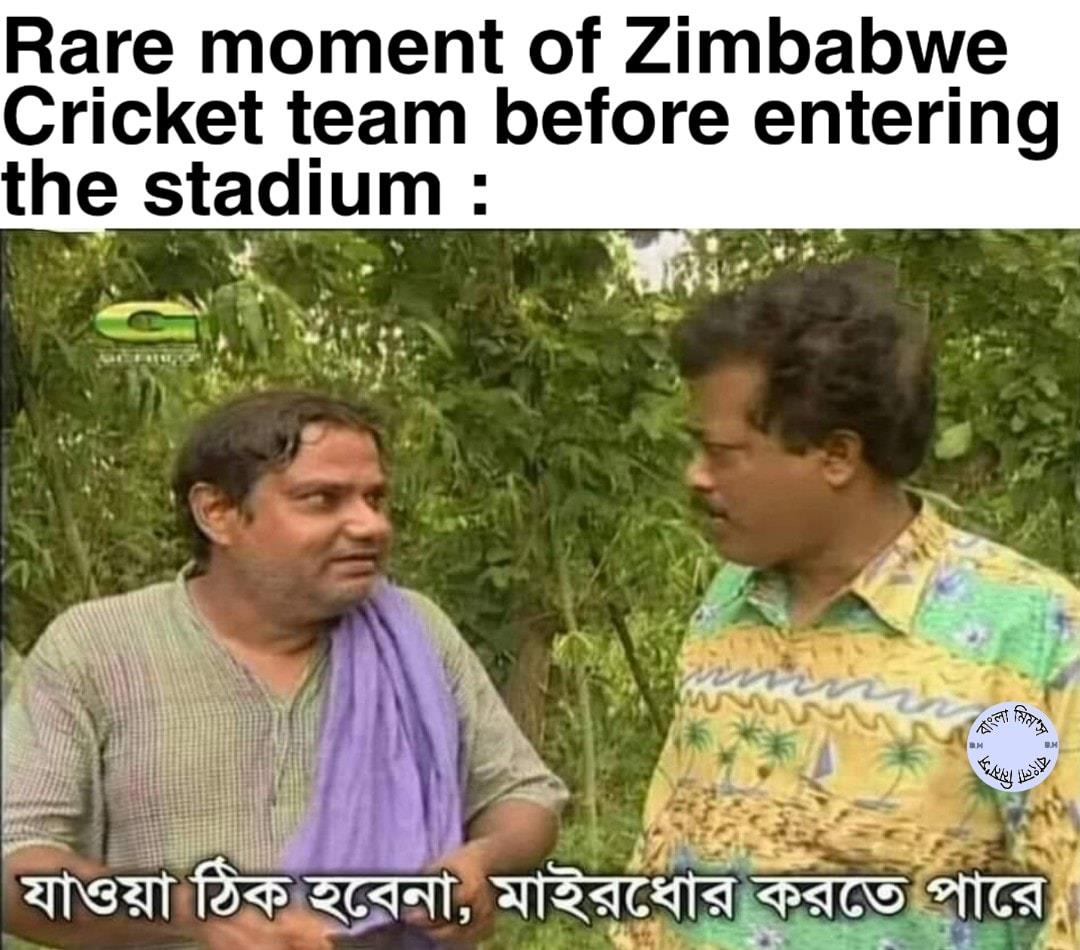 Rare moment of Zimbabwe
Cricket team before entering
the stadium :
বাংলা মিম'স
B.M
B.M
বাংলা মিম'স
যাওয়া ঠিক হবেনা, মাইরধোর করতে পারে